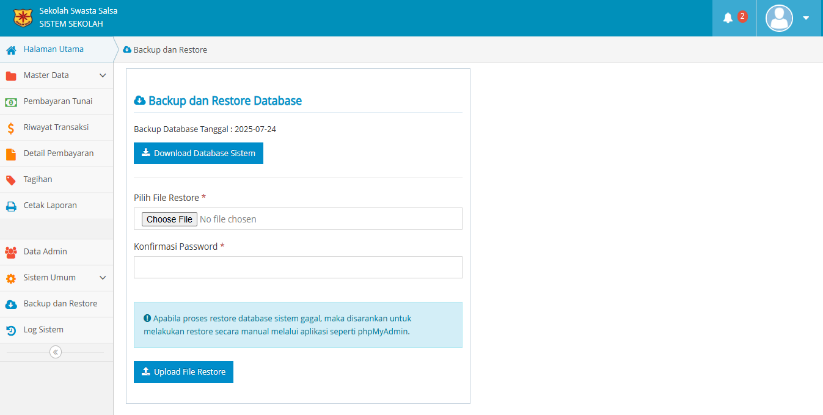 Sekolah Swasta Salsa
SISTEM SEKOLAH
2
Halaman Utama
Backup dan Restore
Master Data
Pembayaran Tunai
Riwayat Transaksi
Detail Pembayaran
Tagihan
Cetak Laporan
Data Admin
Sistem Umum
Backup dan Restore
Log Sistem
Backup dan Restore Database
Backup Database Tanggal : 2025-07-24
Download Database Sistem
Pilih File Restore *
Choose File No file chosen
Konfirmasi Password *
Apabila proses restore database sistem gagal, maka disarankan untuk
melakukan restore secara manual melalui aplikasi seperti phpMyAdmin.
Upload File Restore